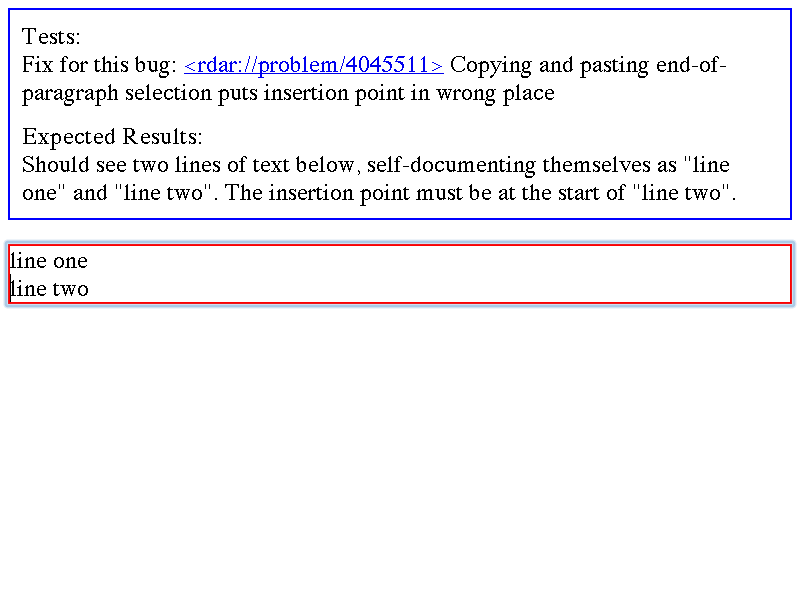 Tests:
Fix for this bug: <rdar://problem/4045511> Copying and pasting end-of-
paragraph selection puts insertion point in wrong place
Expected Results:
Should see two lines of text below, self-documenting themselves as "line
one" and "line two". The insertion point must be at the start of "line two".
line one
line two